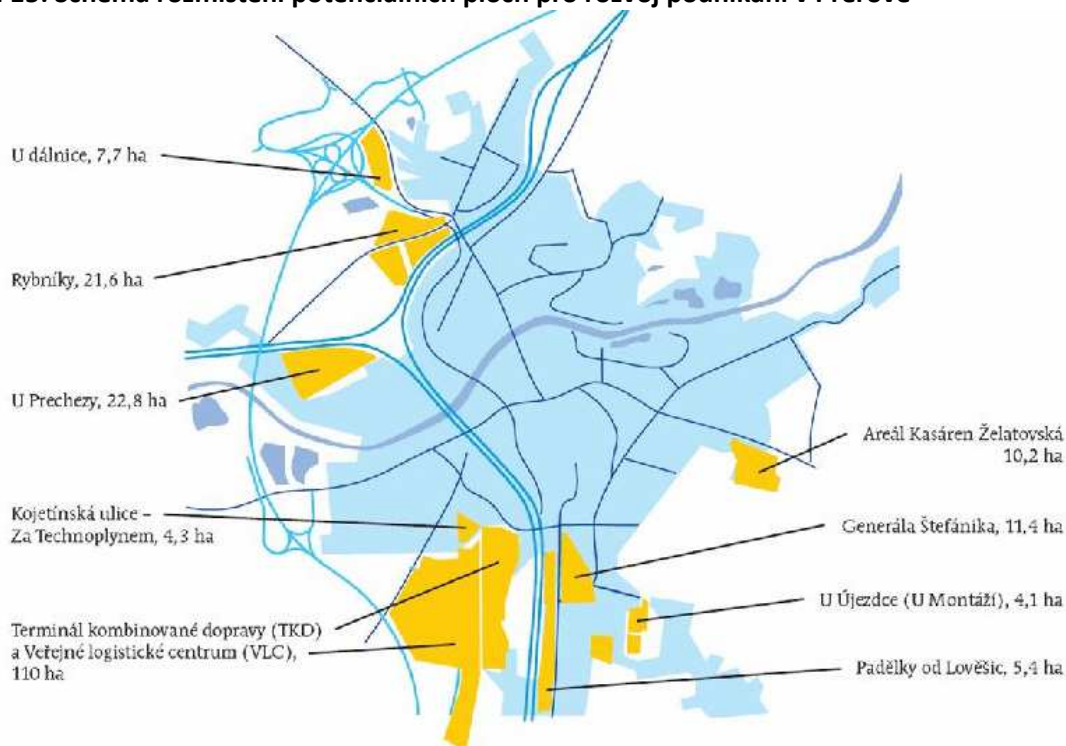 U dálnice, 7,7 ha
Rybníky, 21,6 ha
U Prechezy, 22,8 ha
Kojetínská ulice –
Za Technoplynem, 4,3 ha
Terminál kombinované dopravy (TKD)
a Veřejné logistické centrum (VLC),
110 ha
Areál Kasáren Želatovská
10,2 ha
Generála Štefánika, 11,4 ha
U Újezdce (U Montáží), 4,1 ha
Padělky od Lověšic, 5,4 ha